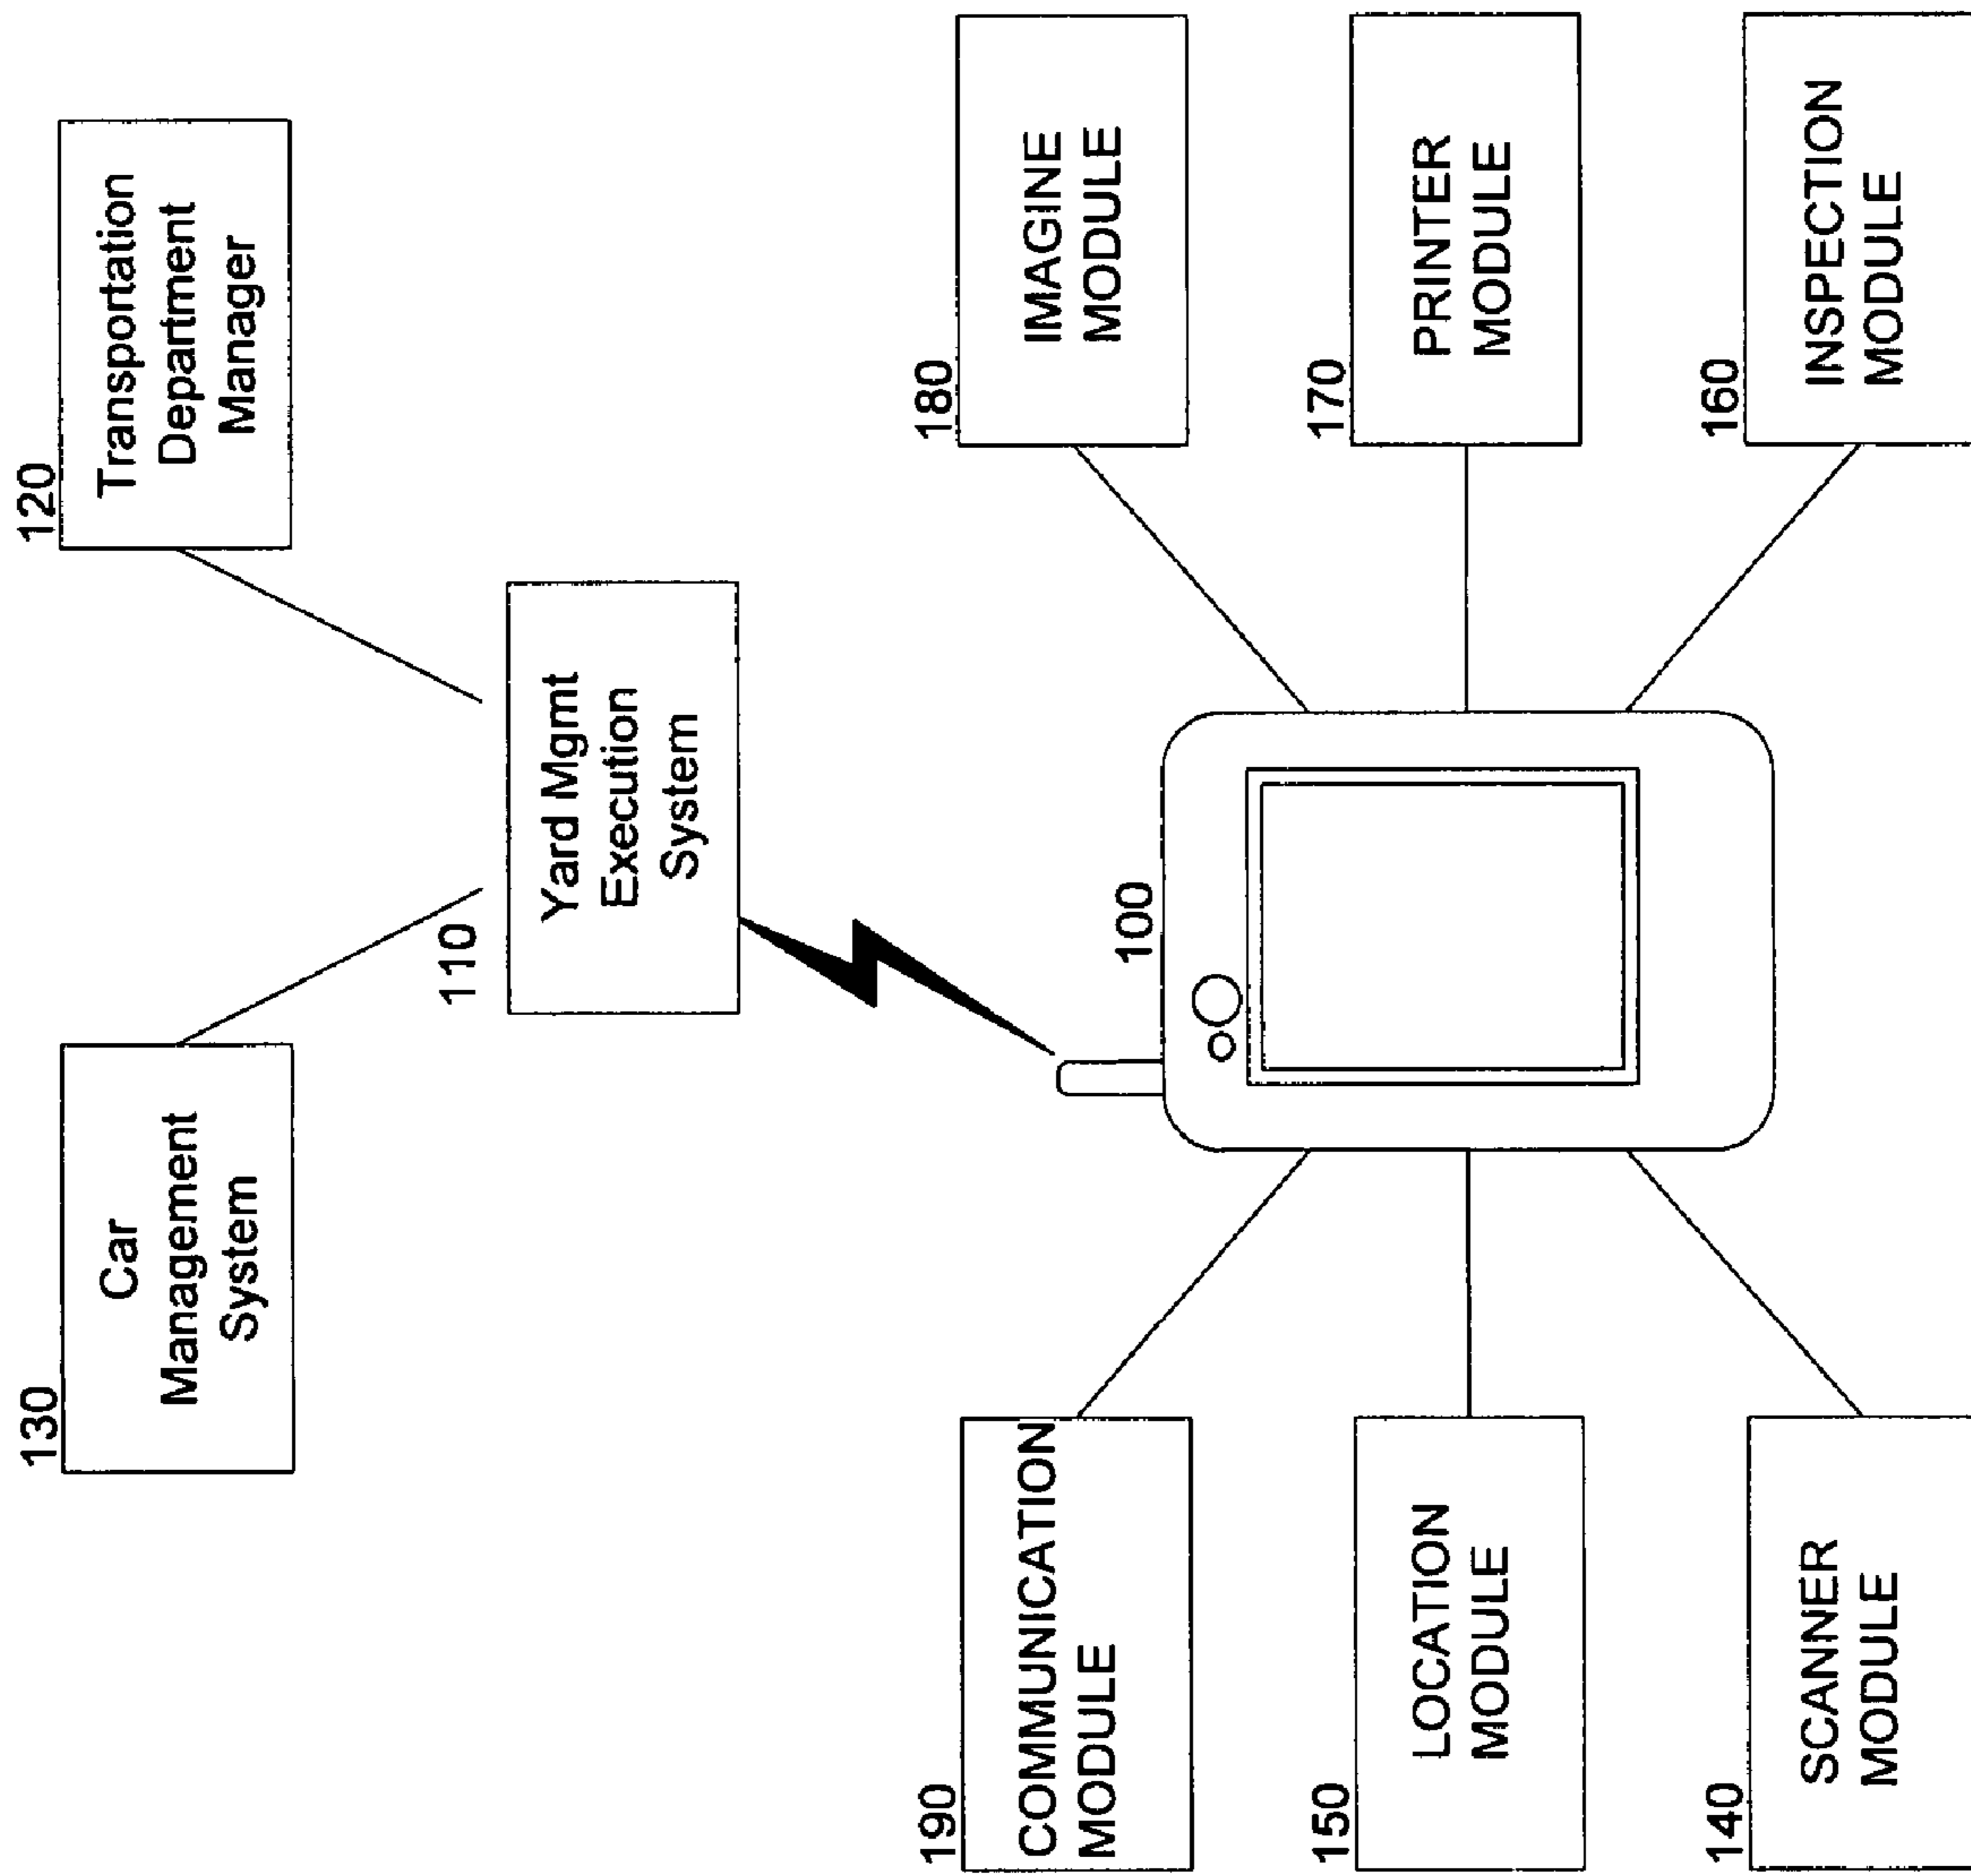 130
Car
Management
System
120
Transportation
Department
Manager
110
Yard Mgmt
Execution
System
100
190
COMMUNICATION
MODULE
180
IMAGINE
MODULE
150
LOCATION
MODULE
170
PRINTER
MODULE
140
SCANNER
MODULE
160
INSPECTION
MODULE